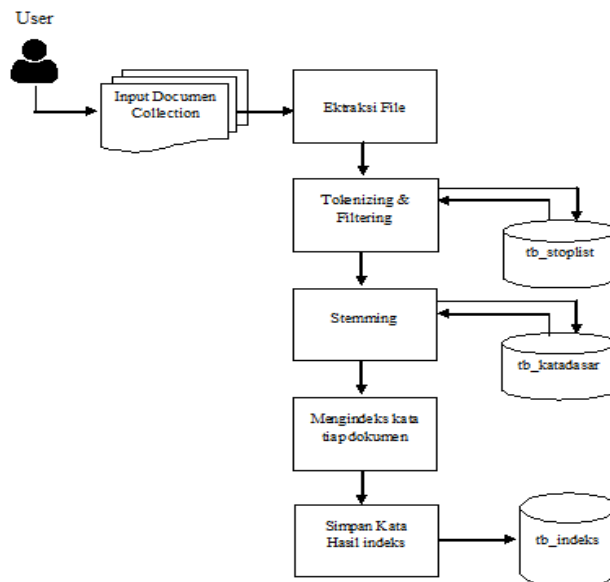 User
Input Documen
Collection
Ektraksi File
Tokenizing &
Filtering
tb_stoplist
Stemming
tb_katadasar
Mengindeks kata
tiap dokumen
Simpan Kata
Hasil indeks
tb_indeks